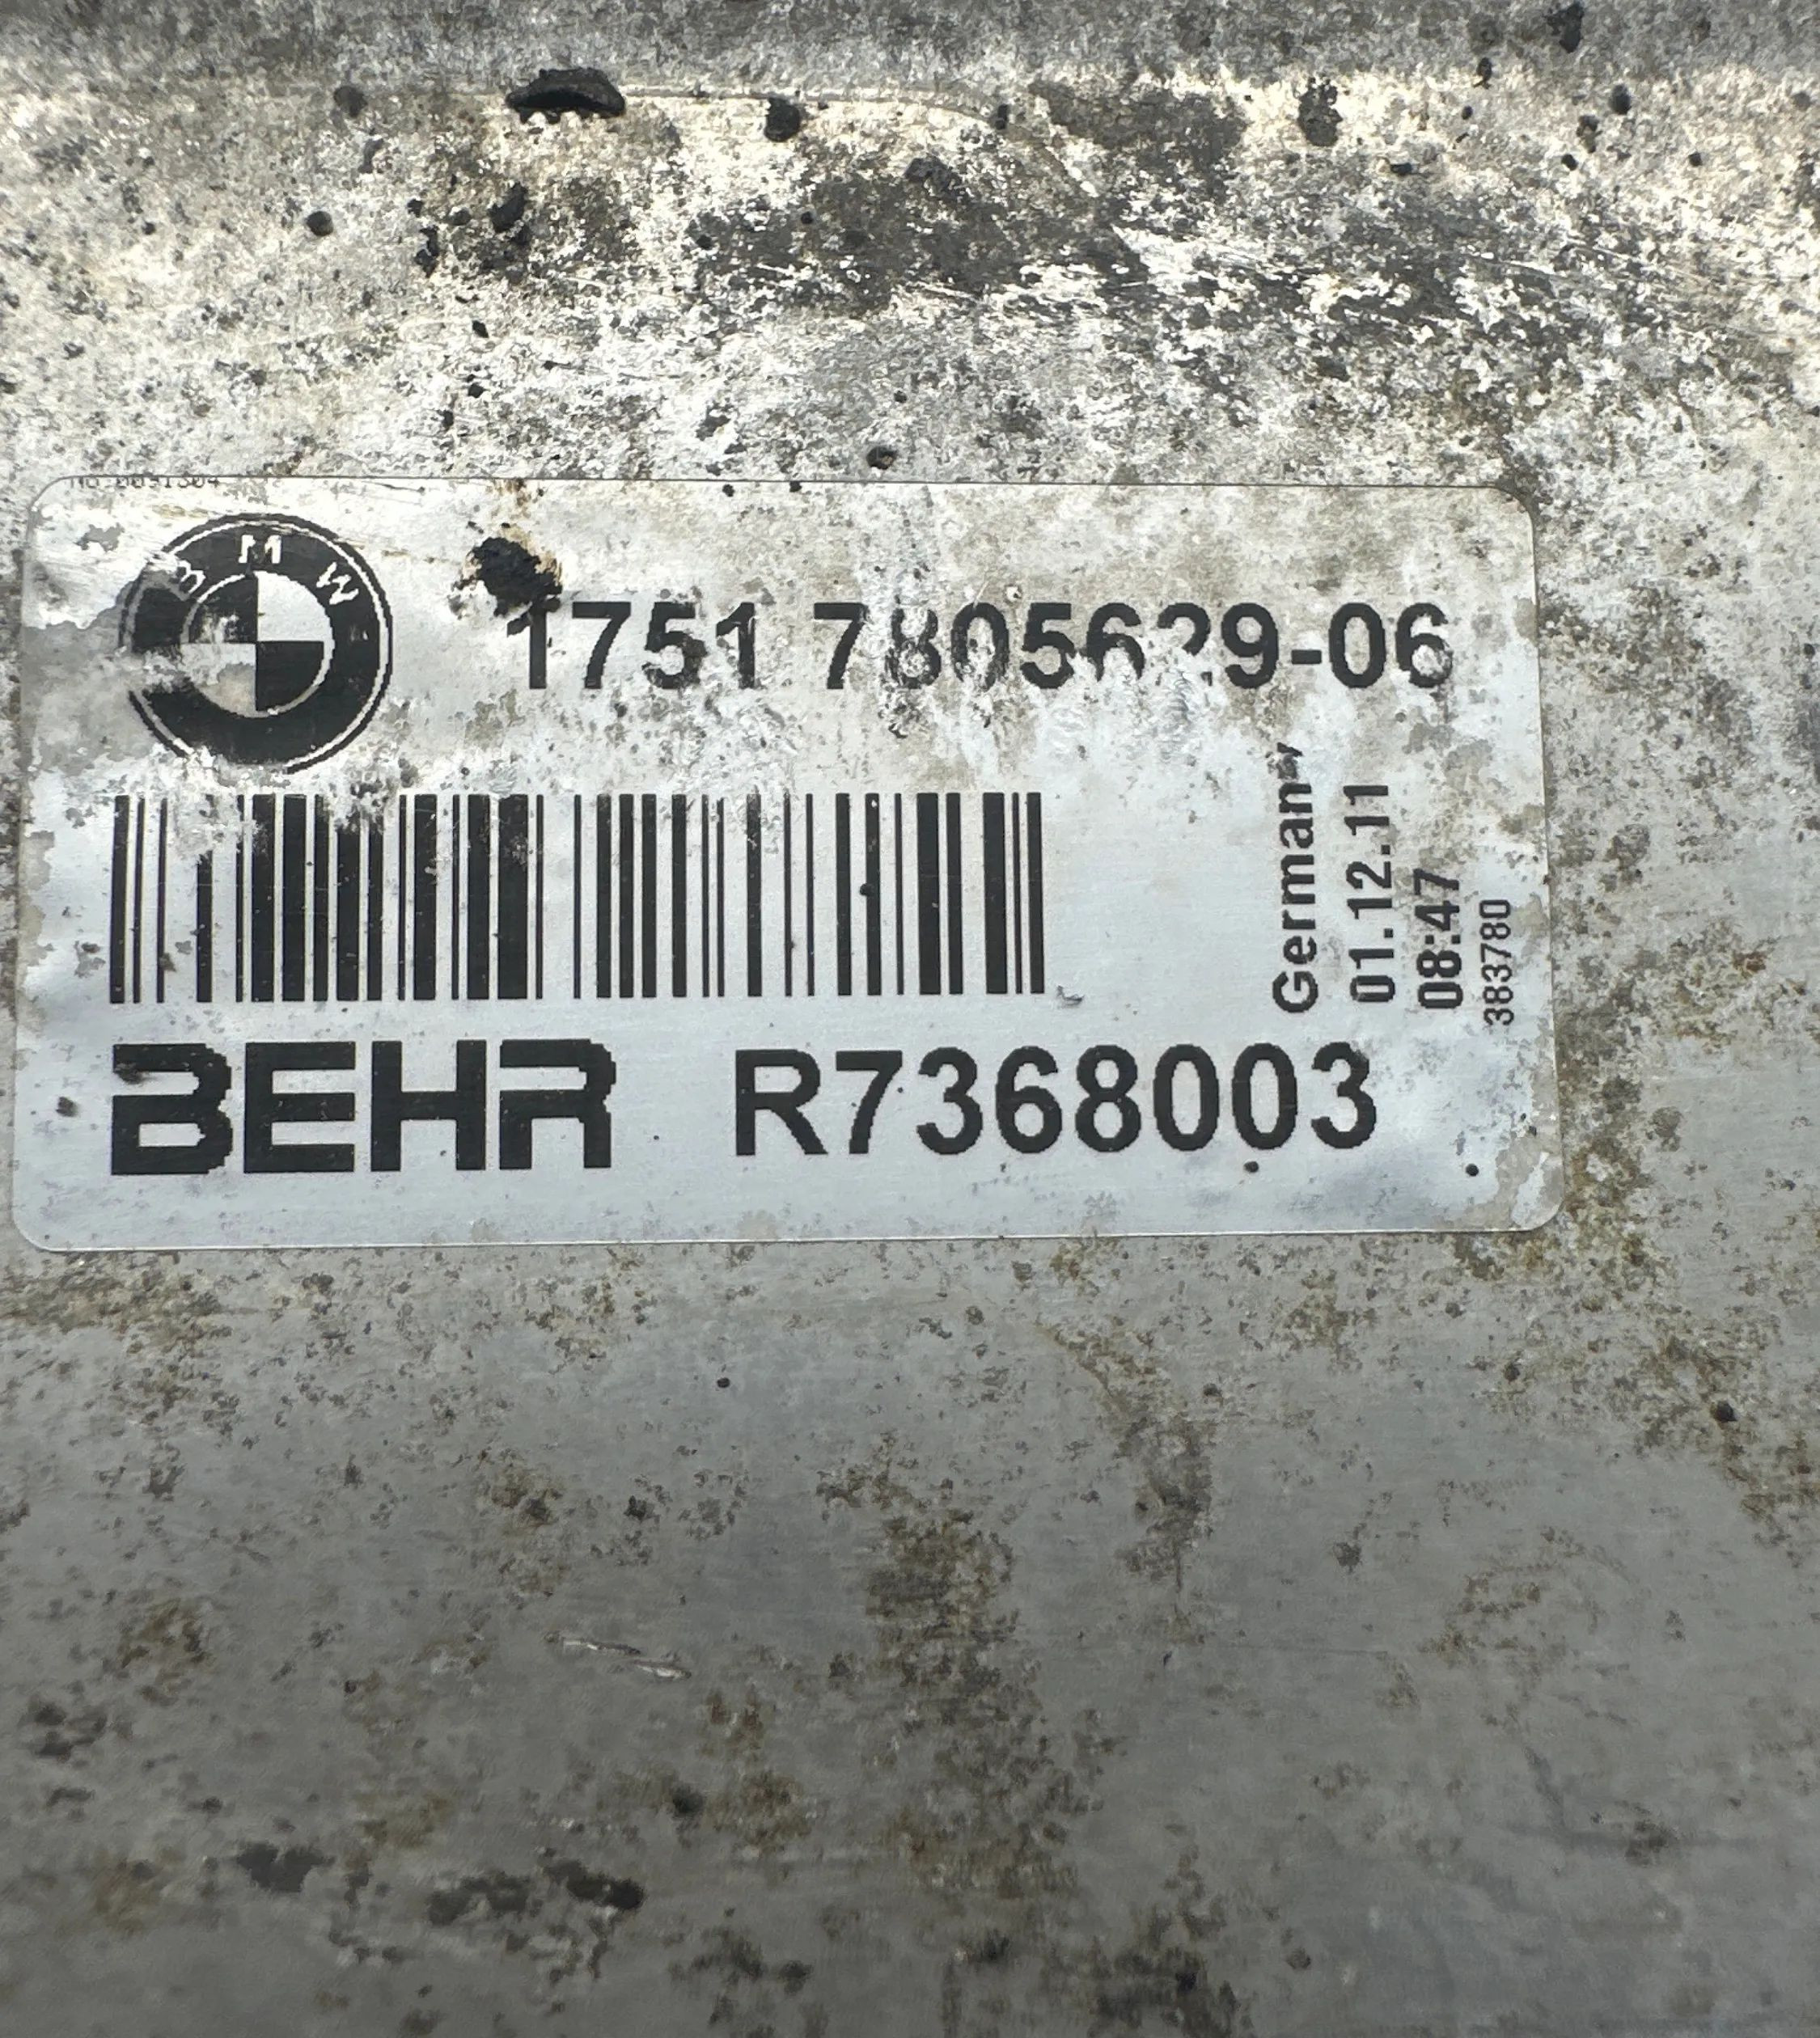 BMW
1751 7805629-06
Germany
01.12.11
08:47
383780
BEHR R7368003